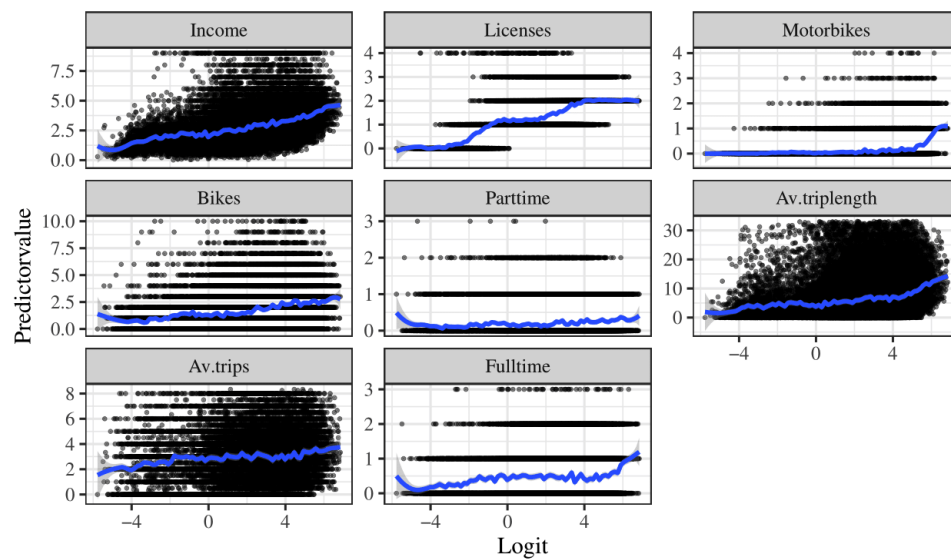 Income
Licenses
Motorbikes
7.5
5.0
2.5
0.0
4
3
2
1
0
4
3
2
1
0
Bikes
Parttime
Av.triplength
10.0
7.5
5.0
2.5
0.0
3
2
1
0
30
20
10
0
−4 0 4
Av.trips
Fulltime
8
6
4
2
0
3
2
1
0
−4 0 4
−4 0 4
Logit
Predictorvalue